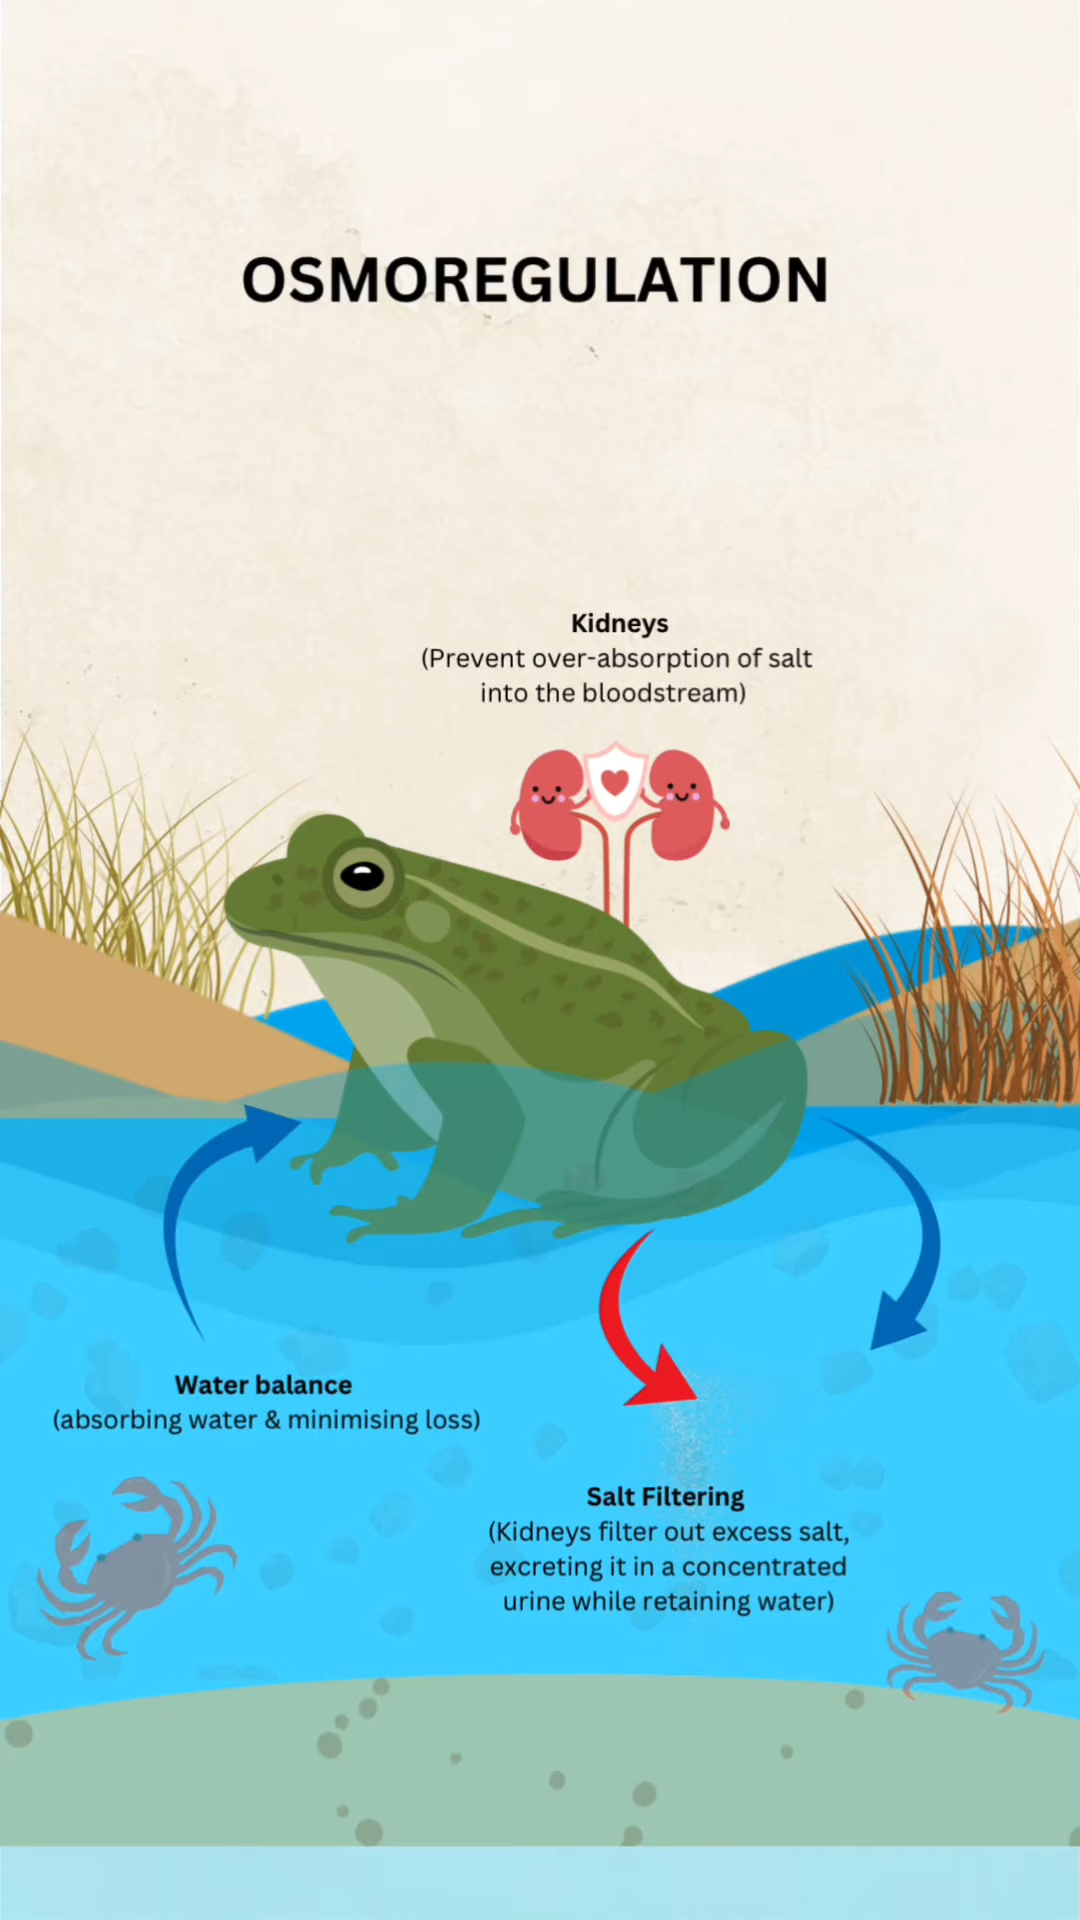 OSMOREGULATION
Kidneys
(Prevent over-absorption of salt
into the bloodstream)
Water balance
(absorbing water & minimising loss)
Salt Filtering
(Kidneys filter out excess salt,
excreting it in a concentrated
urine while retaining water)